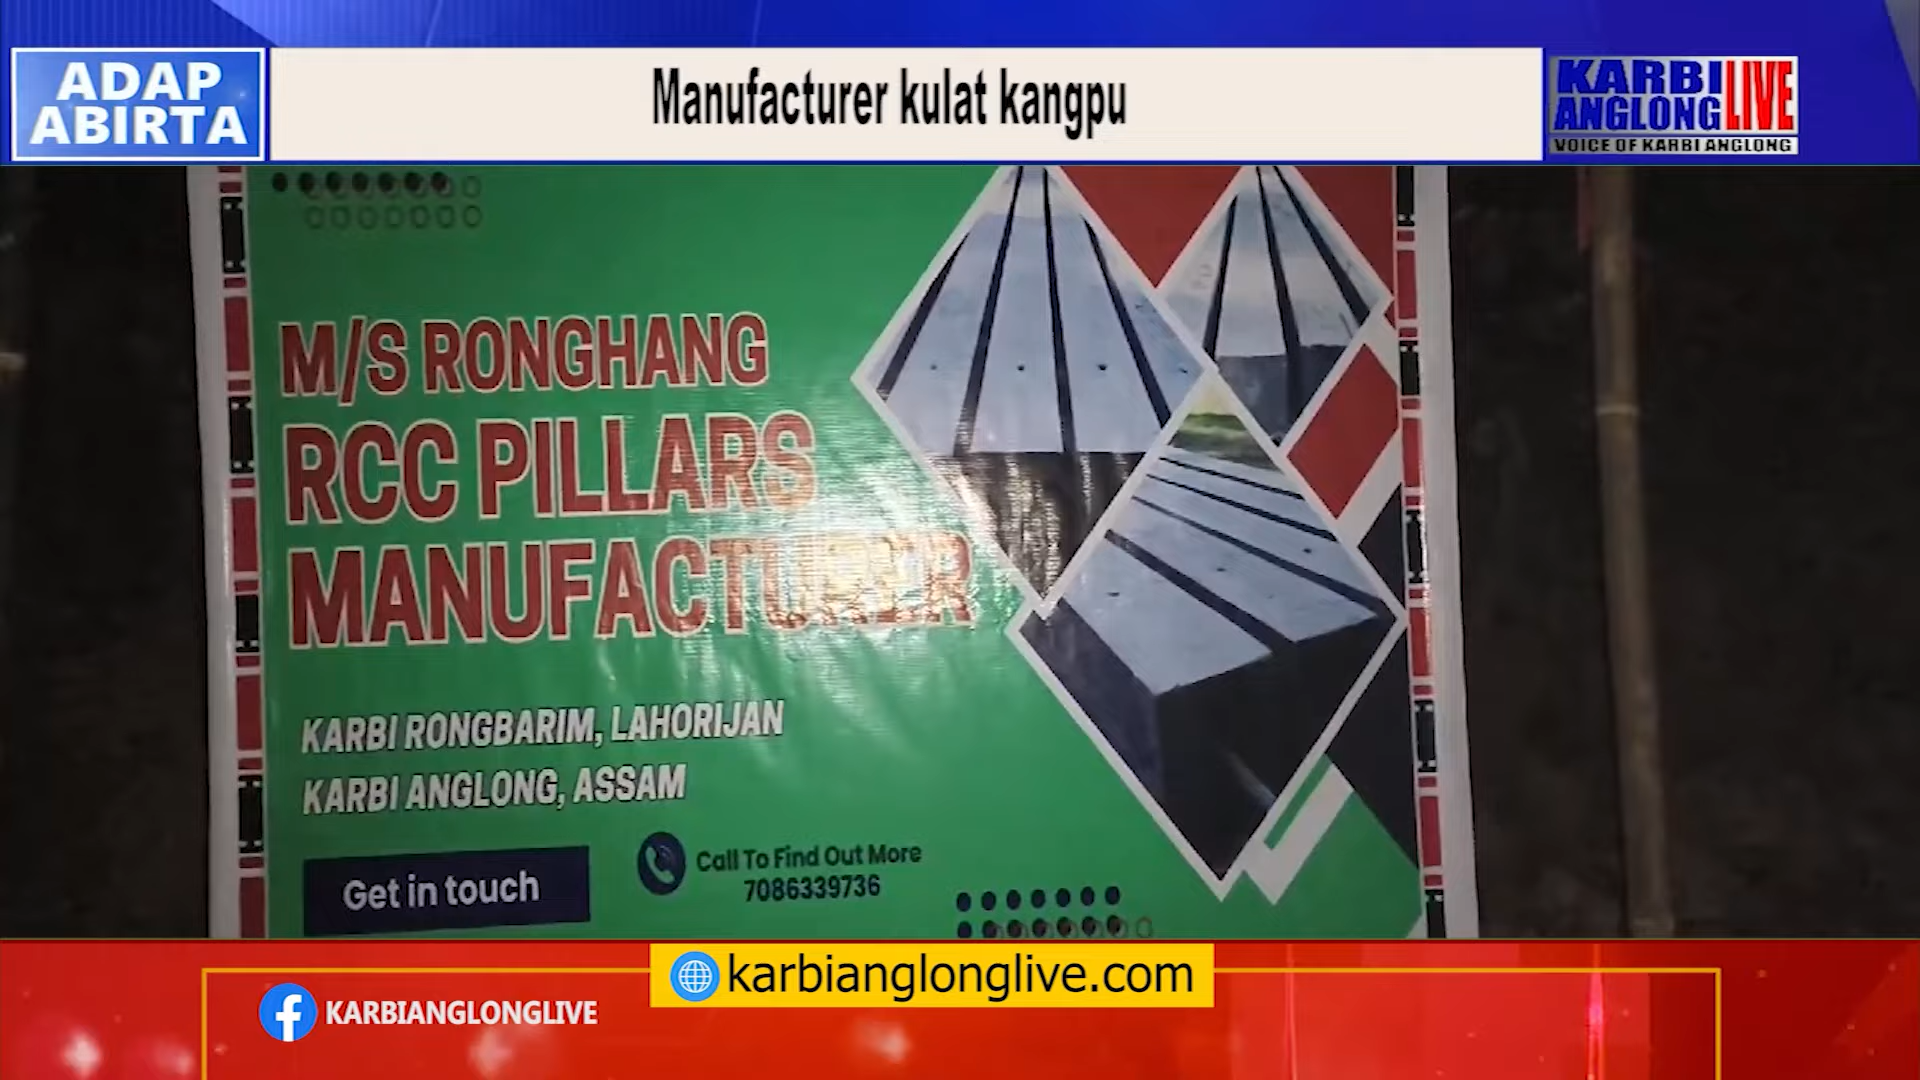 ADAP
ABIRTA
Manufacturer kulat kangpu
KARBI
ANGLONG
LIVE
VOICE OF KARBI ANGLONG
M/S RONGHANG
RCC PILLARS
MANUFACTURER
KARBI RONGBARIM, LAHORIJAN
KARBI ANGLONG, ASSAM
Get in touch
Call To Find Out More
7086339736
karbianglonglive.com
KARBIANGLONGLIVE